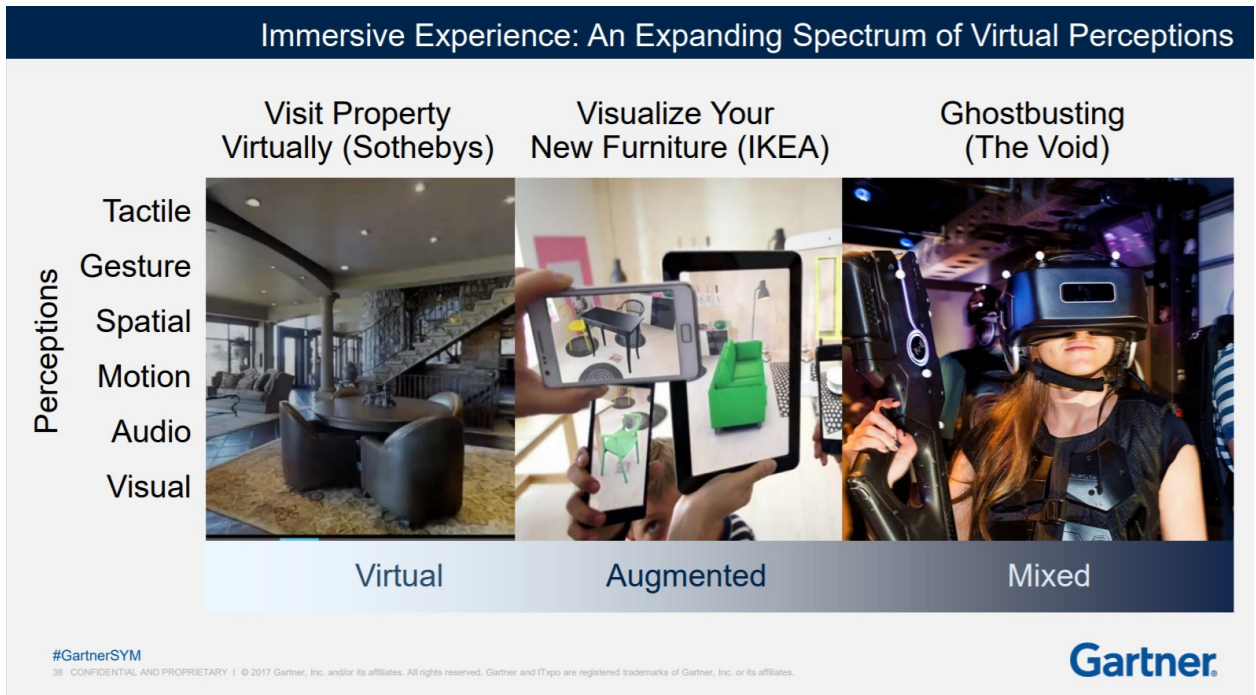 Immersive Experience: An Expanding Spectrum of Virtual Perceptions
Visit Property
Virtually (Sothebys)
Visualize Your
New Furniture (IKEA)
Ghostbusting
(The Void)
Perceptions
Tactile
Gesture
Spatial
Motion
Audio
Visual
Virtual
Augmented
Mixed
#GartnerSYM
38 CONFIDENTIAL AND PROPRIETARY I © 2017 Gartner, Inc. and/or its affiliates. All rights reserved. Gartner and ITxpo are registered trademarks of Gartner, Inc. or its affiliates.
Gartner